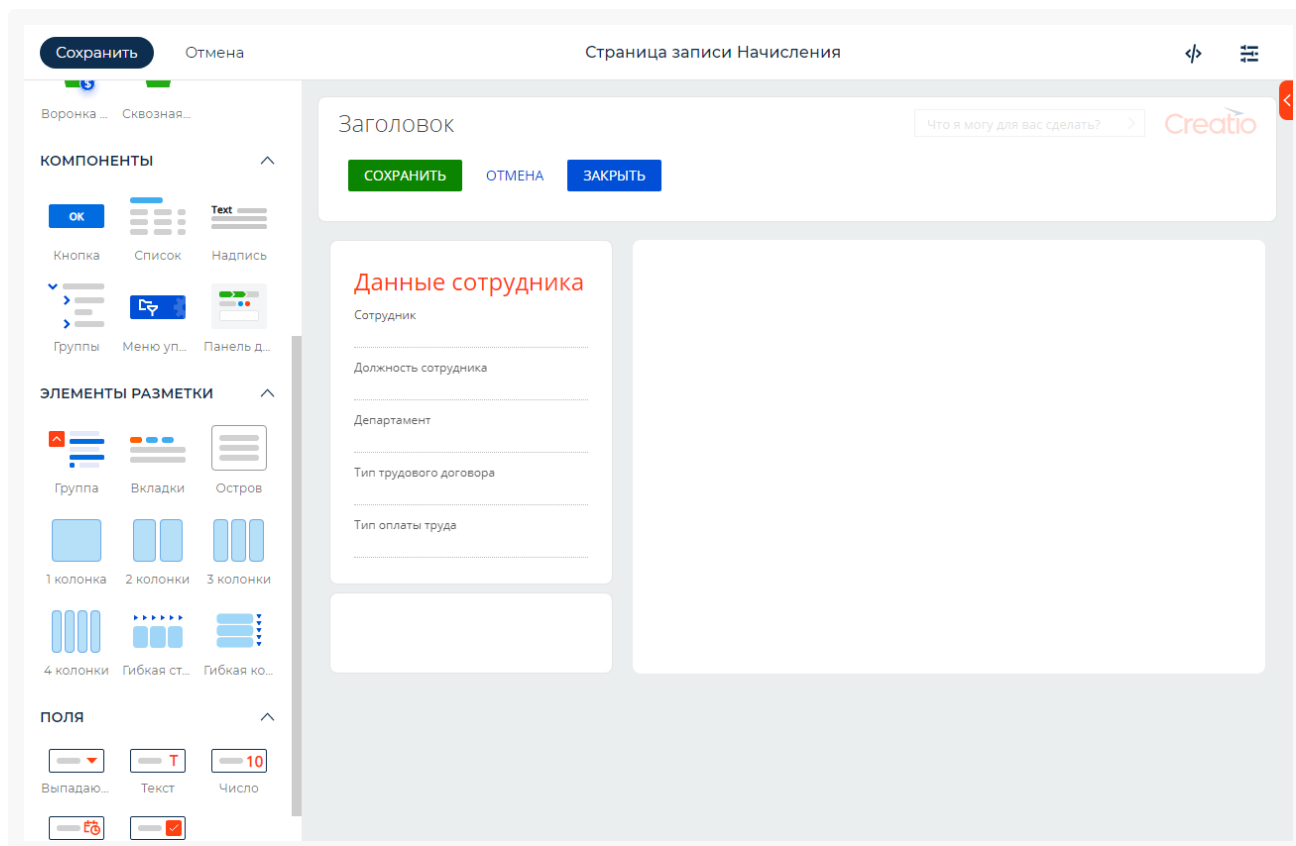 Сохранить Отмена Страница записи Начисления
Воронка ... Сквозная...
КОМПОНЕНТЫ
OK Text
Кнопка Список Надпись
Группы Меню уп... Панель д...
ЭЛЕМЕНТЫ РАЗМЕТКИ
Группа Вкладки Остров
1 колонка 2 колонки 3 колонки
4 колонки Гибкая ст... Гибкая ко...
ПОЛЯ
T 10
Выпадаю... Текст Число
Заголовок Что я могу для вас сделать? Creatio
СОХРАНИТЬ ОТМЕНА ЗАКРЫТЬ
Данные сотрудника
Сотрудник
Должность сотрудника
Департамент
Тип трудового договора
Тип оплаты труда